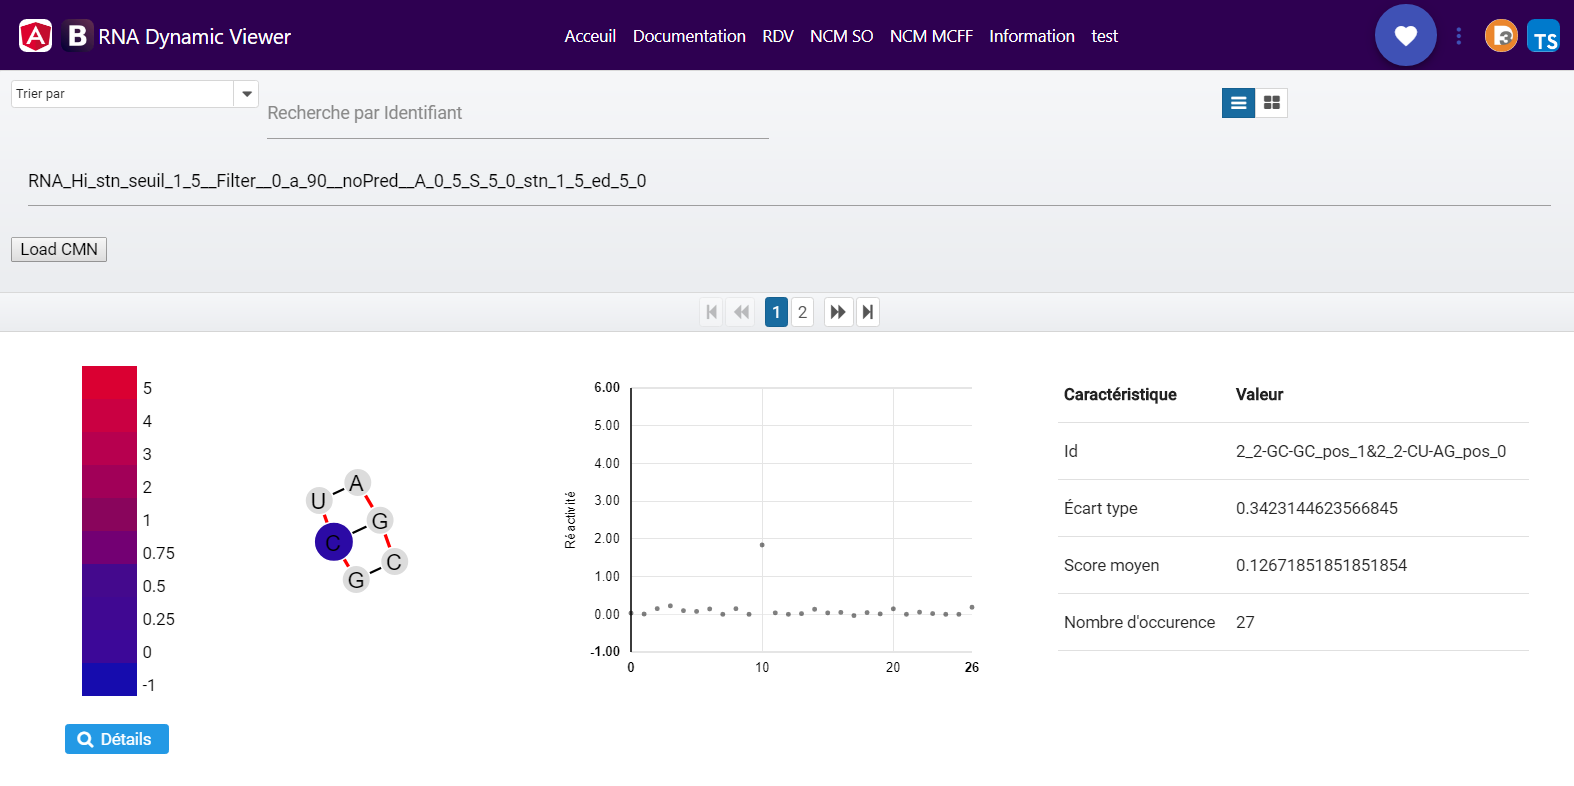 A B RNA Dynamic Viewer Acceuil Documentation RDV NCM SO NCM MCFF Information test TS
Trier par
Recherche par Identifiant
RNA_Hi_stn_seuil_1_5__Filter__0_a_90__noPred__A_0_5_S_5_0_stn_1_5_ed_5_0
Load CMN
1 2
5
4
3
2
1
0.75
0.5
0.25
0
-1
Détails
U A
C G
G C
Réactivité
6.00
5.00
4.00
3.00
2.00
1.00
0.00
-1.00
0 10 20 26
Caractéristique Valeur
Id 2_2-GC-GC_pos_1&2_2-CU-AG_pos_0
Écart type 0.3423144623566845
Score moyen 0.12671851851851854
Nombre d'occurence 27